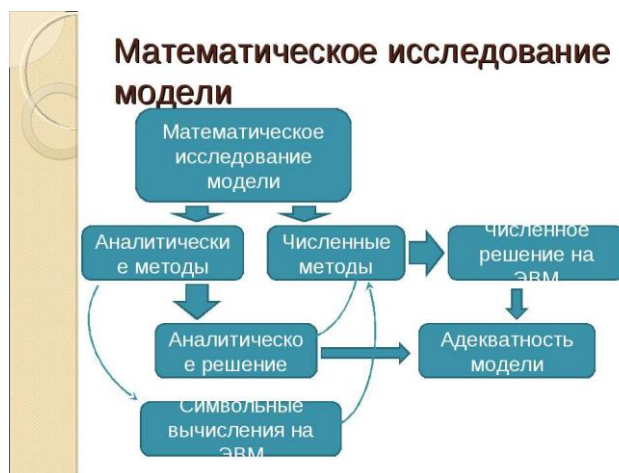 Математическое исследование
модели
Математическое
исследование
модели
Аналитически
е методы
Численные
методы
Численное
решение на
ЭВМ
Аналитическо
е решение
Адекватность
модели
Символьные
вычисления на
ЭВМ